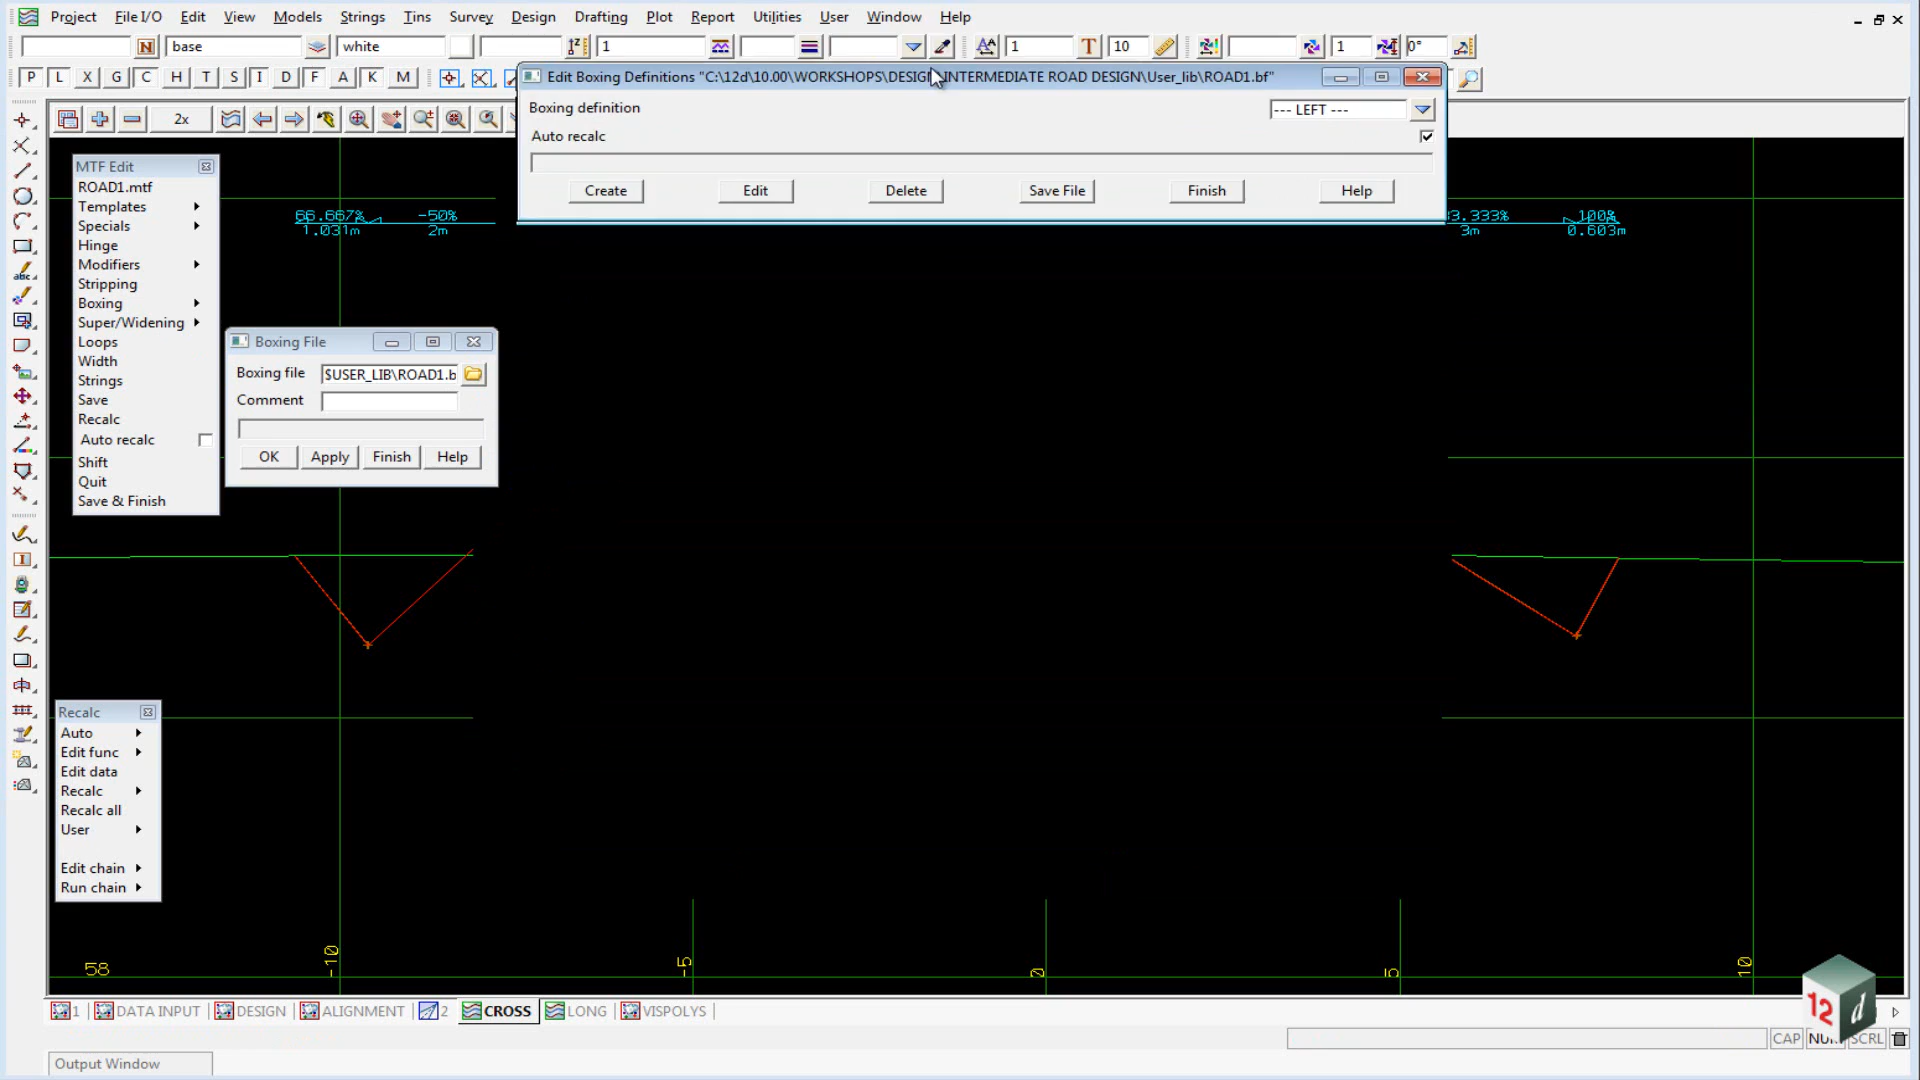 Project File I/O Edit View Models Strings Tins Survey Design Drafting Plot Report Utilities User Window Help
N base white 1 1 T 10 1 0°
P L X G C H T S I D F A K M
Edit Boxing Definitions "C:\12d\10.00\WORKSHOPS\DESIGN\INTERMEDIATE ROAD DESIGN\User_lib\ROAD1.bf"
Boxing definition --- LEFT ---
Auto recalc
Create Edit Delete Save File Finish Help
2x
MTF Edit
ROAD1.mtf
Templates
Specials
Hinge
Modifiers
Stripping
Boxing
Super/Widening
Loops
Width
Strings
Save
Recalc
Auto recalc
Shift
Quit
Save & Finish
66.667% -50%
1.031m 2m
3.333% 100%
3m 0.603m
Boxing File
Boxing file $USER_LIB\ROAD1.b
Comment
OK Apply Finish Help
Recalc
Auto
Edit func
Edit data
Recalc
Recalc all
User
Edit chain
Run chain
58 -10 -5 0 5 10
1 DATA INPUT DESIGN ALIGNMENT 2 CROSS LONG VISPOLYS
12 d
CAP NUM SCRL
Output Window